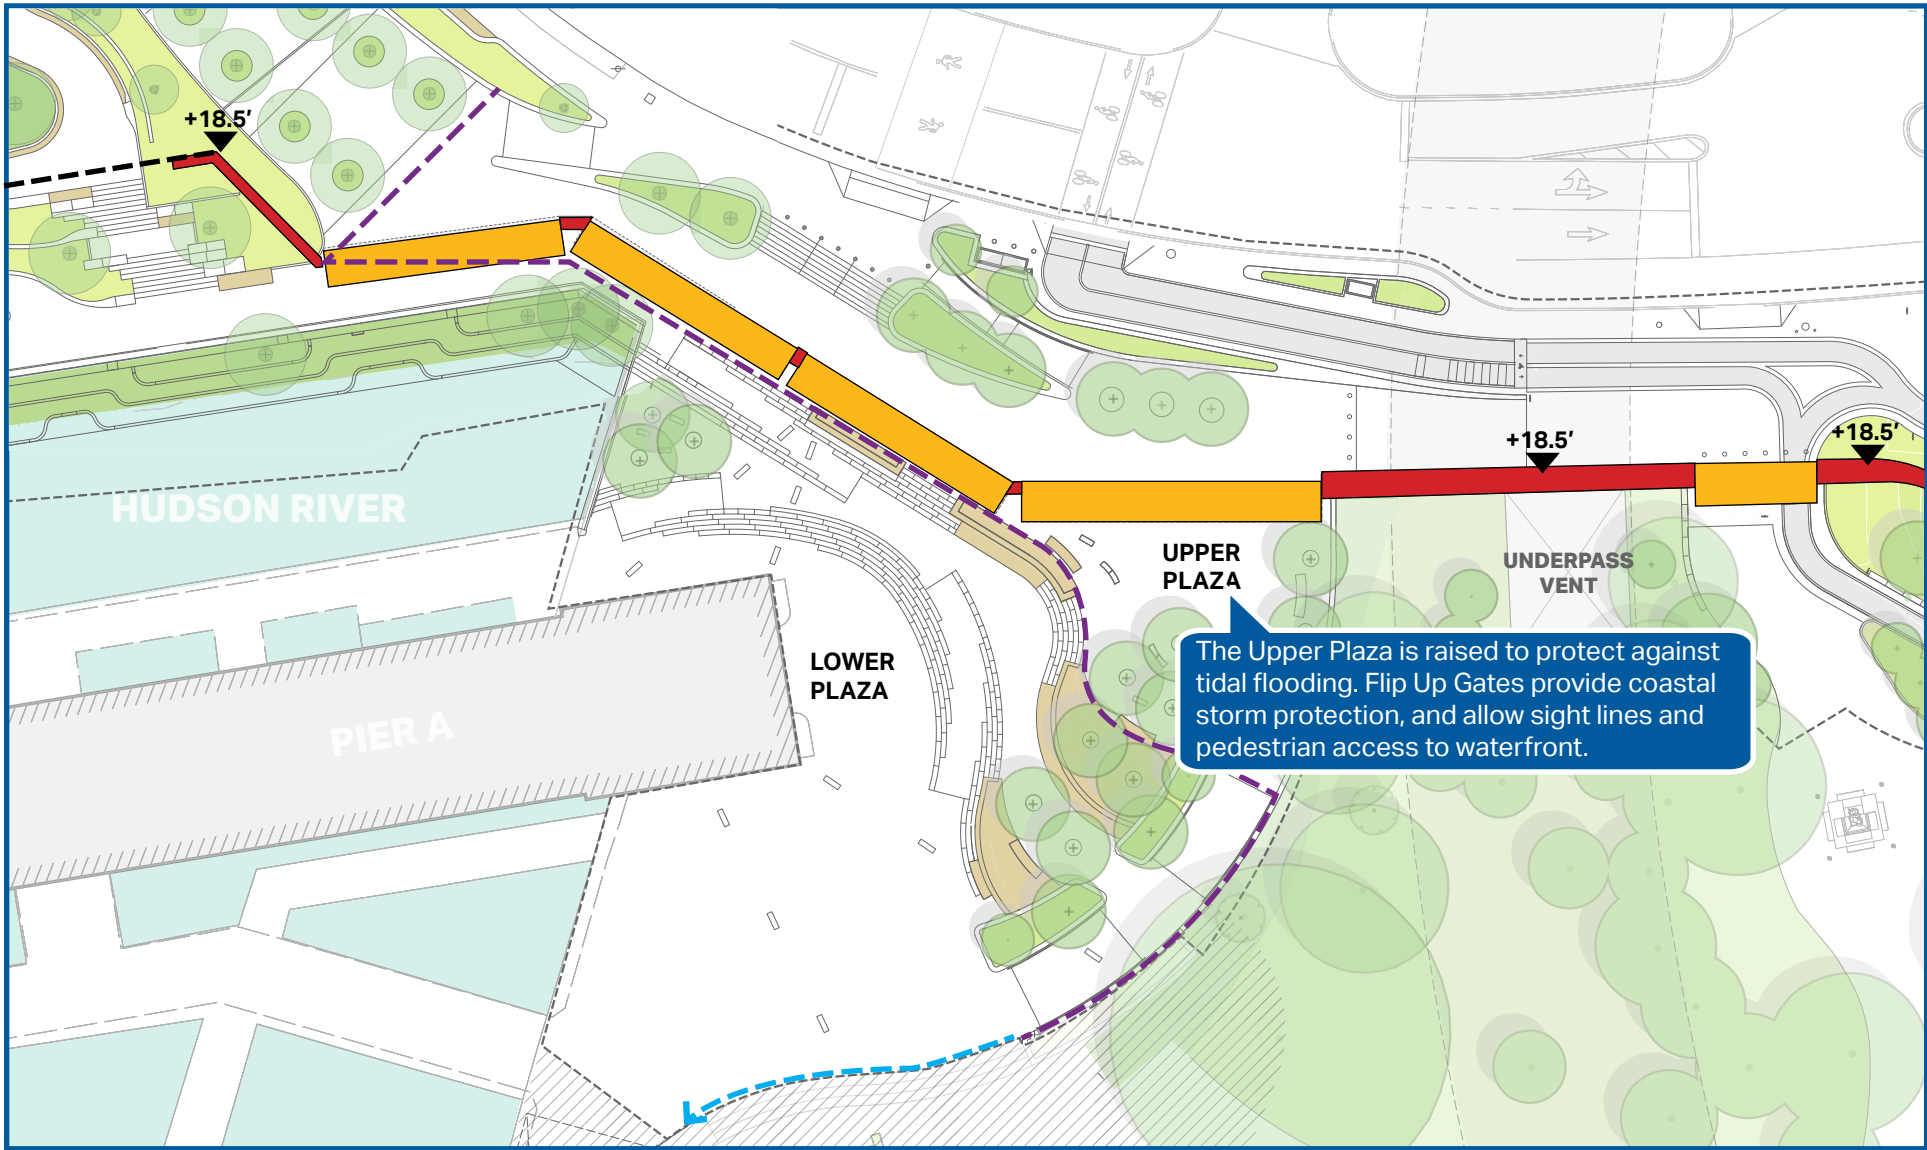 +18.5′
+18.5′
+18.5′
HUDSON RIVER
UPPER
PLAZA
UNDERPASS
VENT
The Upper Plaza is raised to protect against
tidal flooding. Flip Up Gates provide coastal
storm protection, and allow sight lines and
pedestrian access to waterfront.
LOWER
PLAZA
PIER A